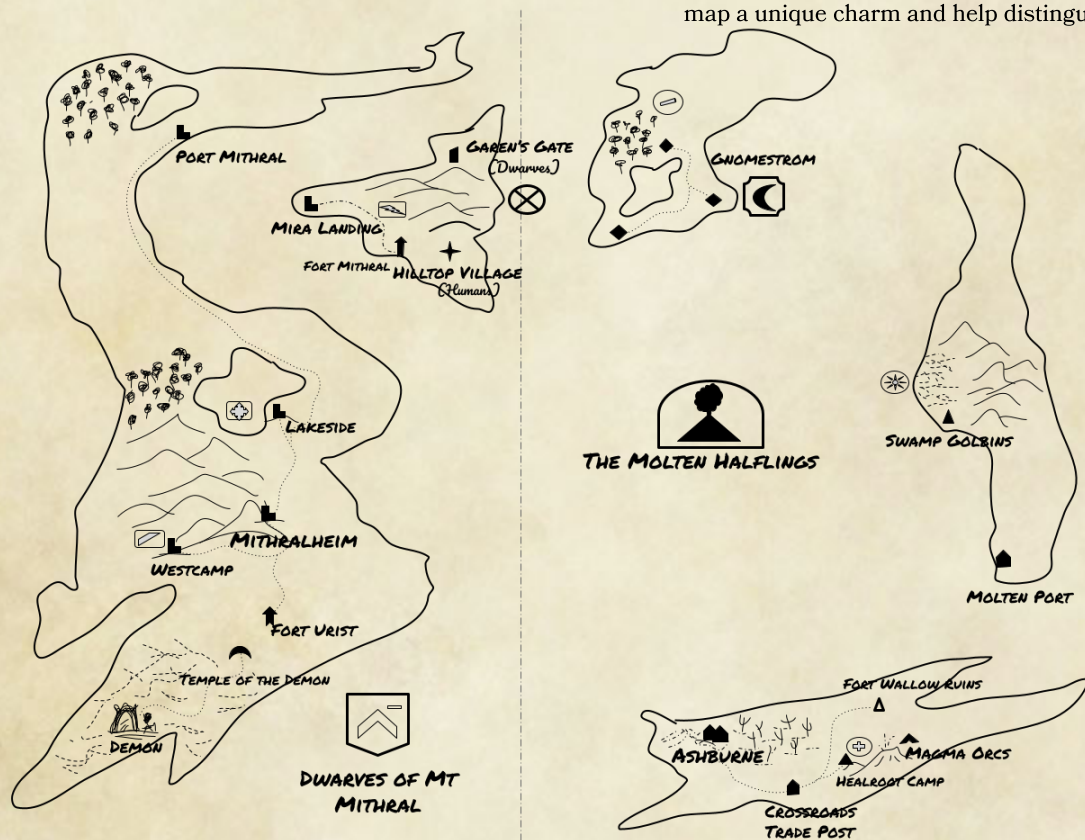 map a unique charm and help distingu
Port Mithral
Garen's Gate
(Dwarves)
Mira Landing
Fort Mithral
Hilltop Village
(Humans)
Gnomestrom
Lakeside
Mithralheim
Westcamp
Fort Urist
Temple of the Demon
Demon
Dwarves of Mt
Mithral
The Molten Halflings
Swamp Golbins
Molten Port
Fort Wallow Ruins
Ashburne
Magma Orcs
Healroot Camp
Crossroads
Trade Post